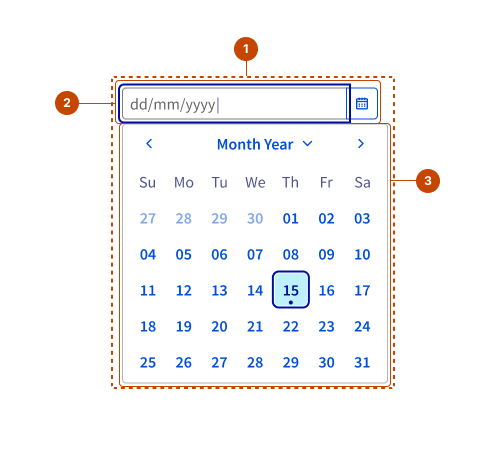 1
2
dd/mm/yyyy
Month Year
Su Mo Tu We Th Fr Sa
3
27 28 29 30 01 02 03
04 05 06 07 08 09 10
11 12 13 14 15 16 17
18 19 20 21 22 23 24
25 26 27 28 29 30 31